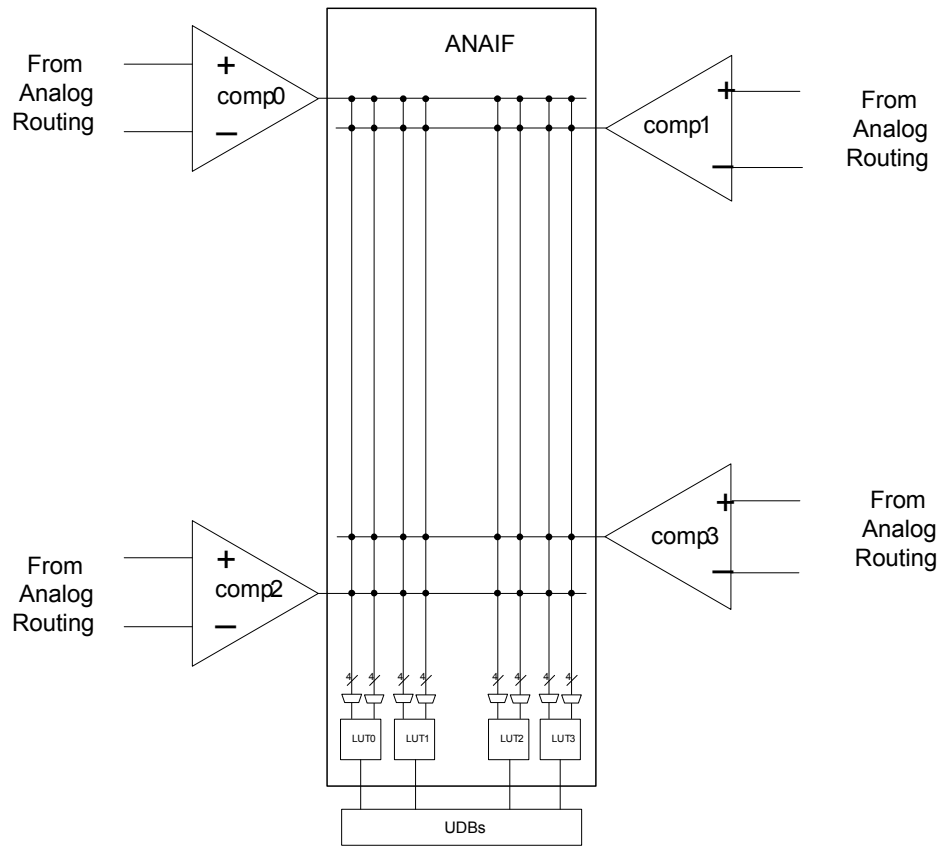 ANAIF
From
Analog
Routing
+
comp0
−
+
comp1
−
From
Analog
Routing
From
Analog
Routing
+
comp2
−
+
comp3
−
From
Analog
Routing
4 4 4 4 4 4 4 4
LUT0 LUT1 LUT2 LUT3
UDBs